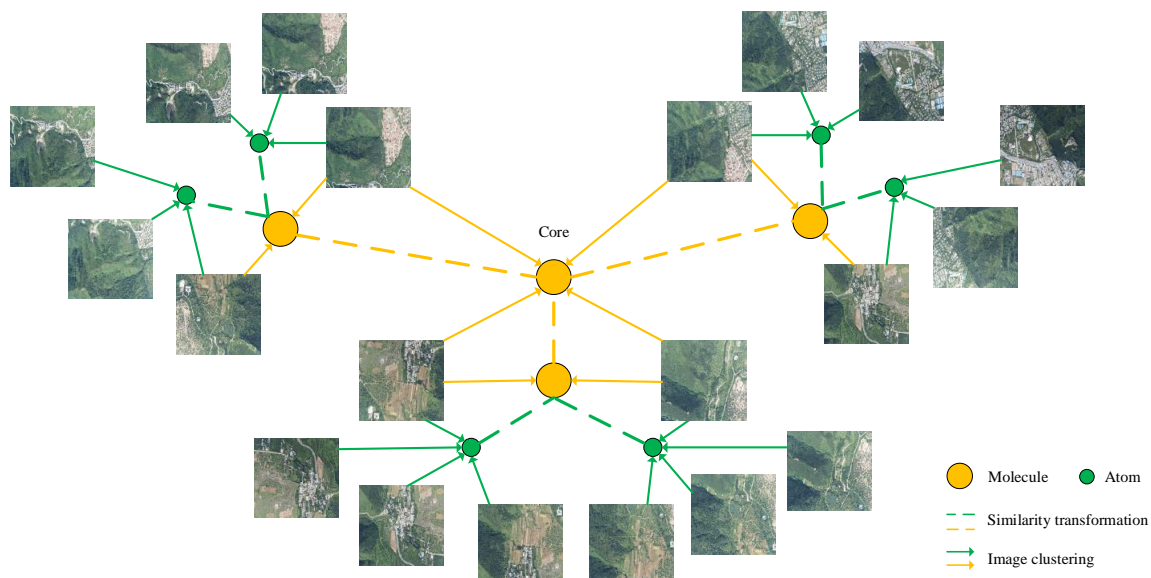 Core
Molecule
Atom
Similarity transformation
Image clustering